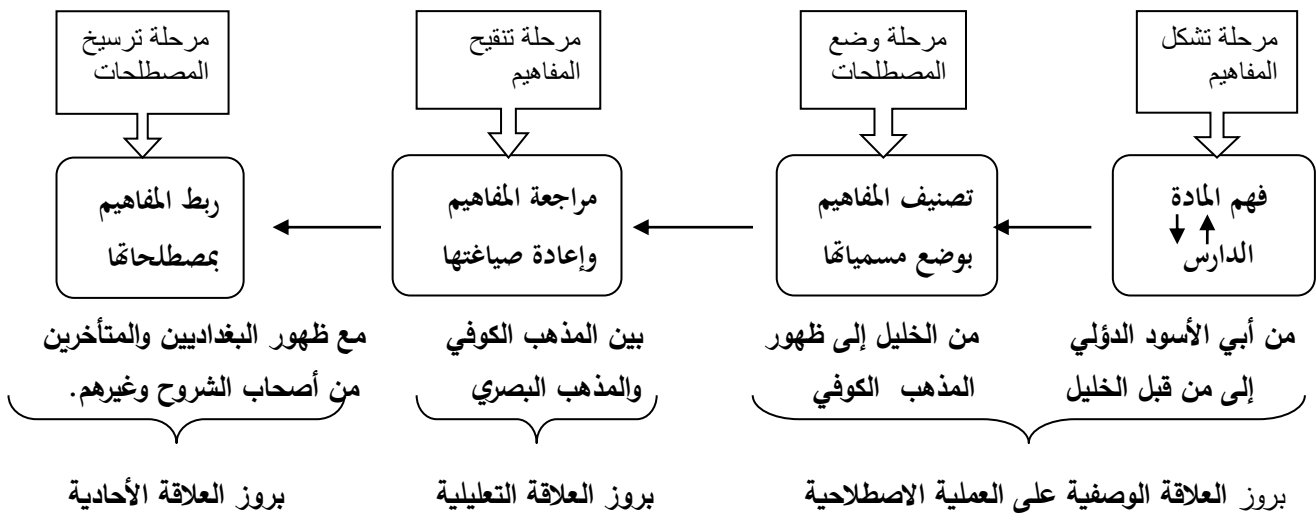 مرحلة تشكل
المفاهيم
مرحلة وضع
المصطلحات
مرحلة تنقيح
المفاهيم
مرحلة ترسيخ
المصطلحات
فهم المادة
الدارس
تصنيف المفاهيم
بوضع مسمياتها
مراجعة المفاهيم
وإعادة صياغتها
ربط المفاهيم
بمصطلحاتها
من أبي الأسود الدؤلي
إلى من قبل الخليل
من الخليل إلى ظهور
المذهب الكوفي
بين المذهب الكوفي
والمذهب البصري
مع ظهور البغداديين والمتأخرين
من أصحاب الشروح وغيرهم.
بروز العلاقة الوصفية على العملية الاصطلاحية
بروز العلاقة التعليلية
بروز العلاقة الأحادية